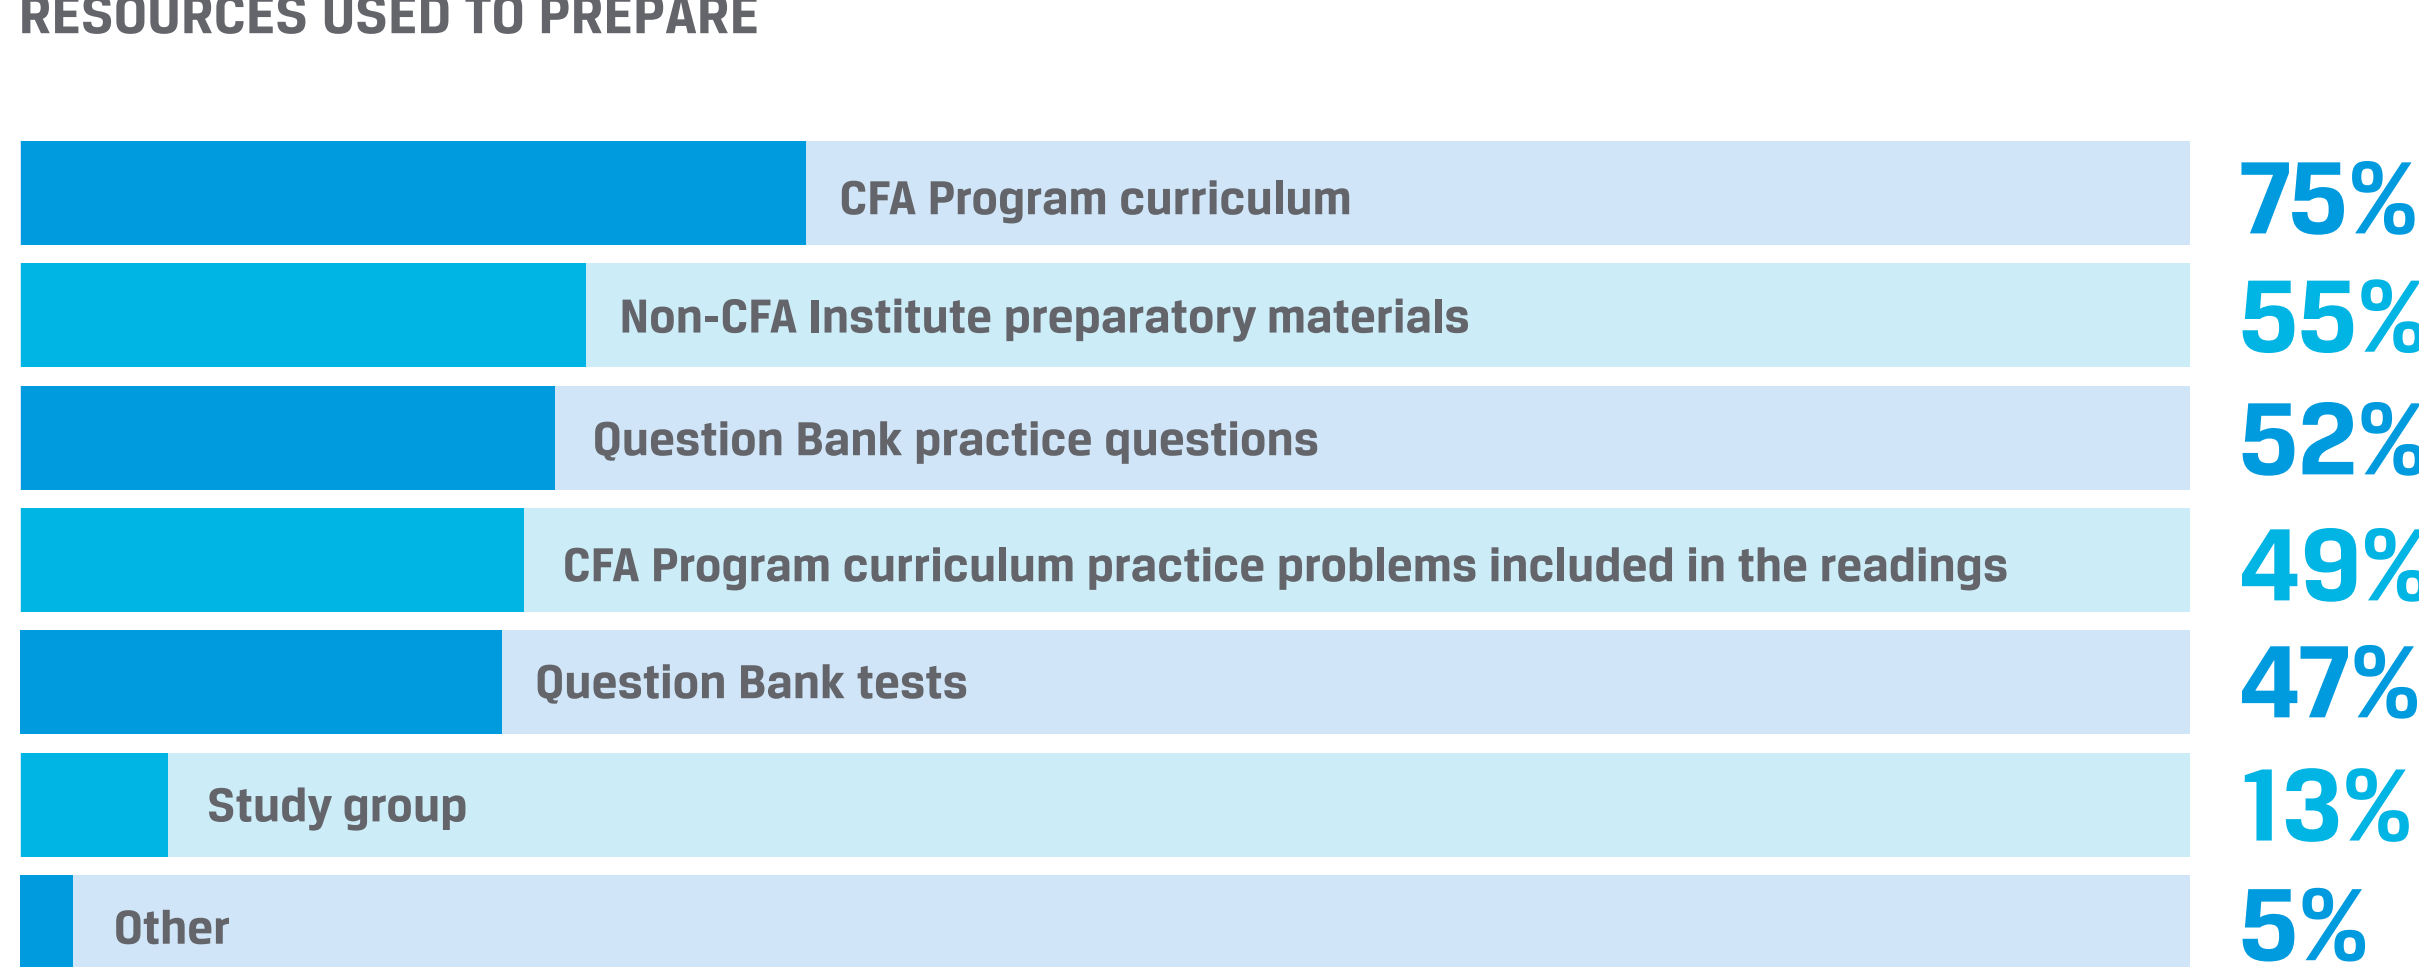 RESOURCES USED TO PREPARE
CFA Program curriculum 75%
Non-CFA Institute preparatory materials 55%
Question Bank practice questions 52%
CFA Program curriculum practice problems included in the readings 49%
Question Bank tests 47%
Study group 13%
Other 5%